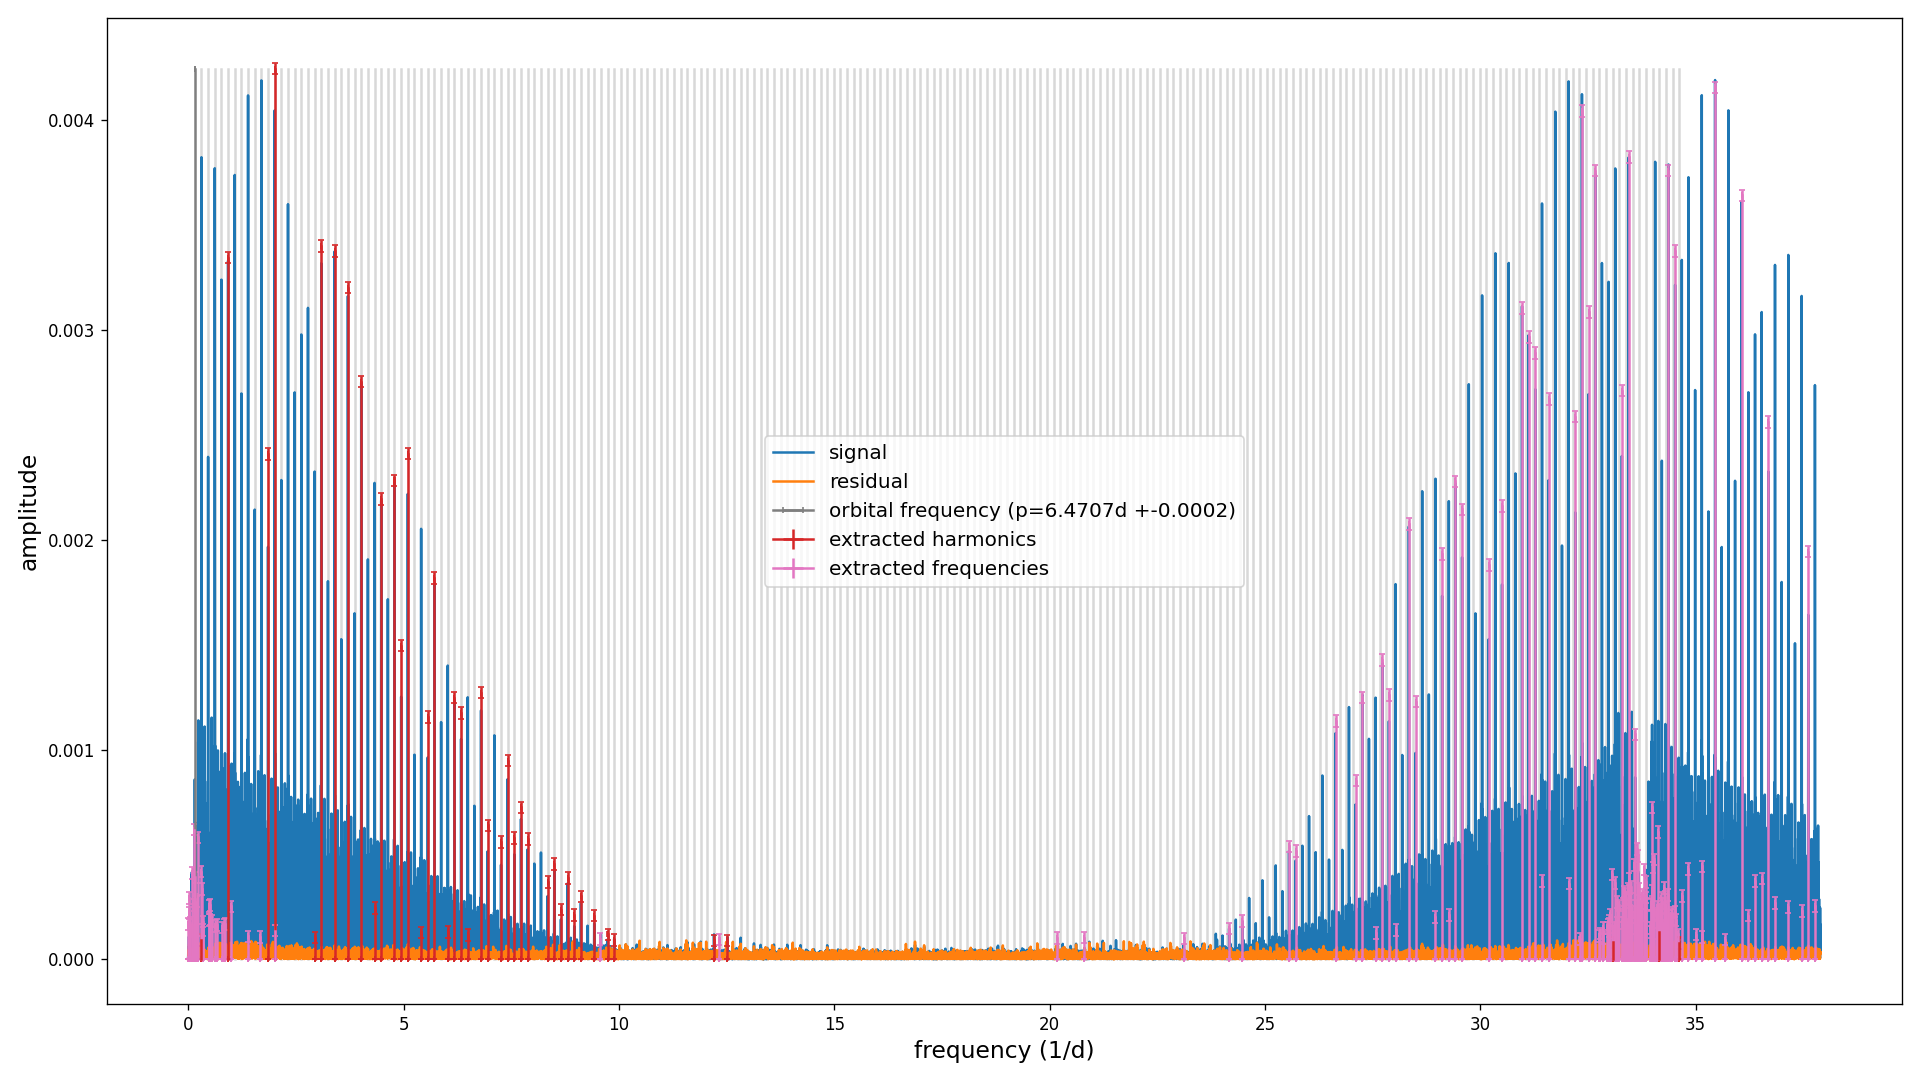 amplitude
0.004
0.003
0.002
0.001
0.000
signal
residual
orbital frequency (p=6.4707d +-0.0002)
extracted harmonics
extracted frequencies
0 5 10 15 20 25 30 35
frequency (1/d)